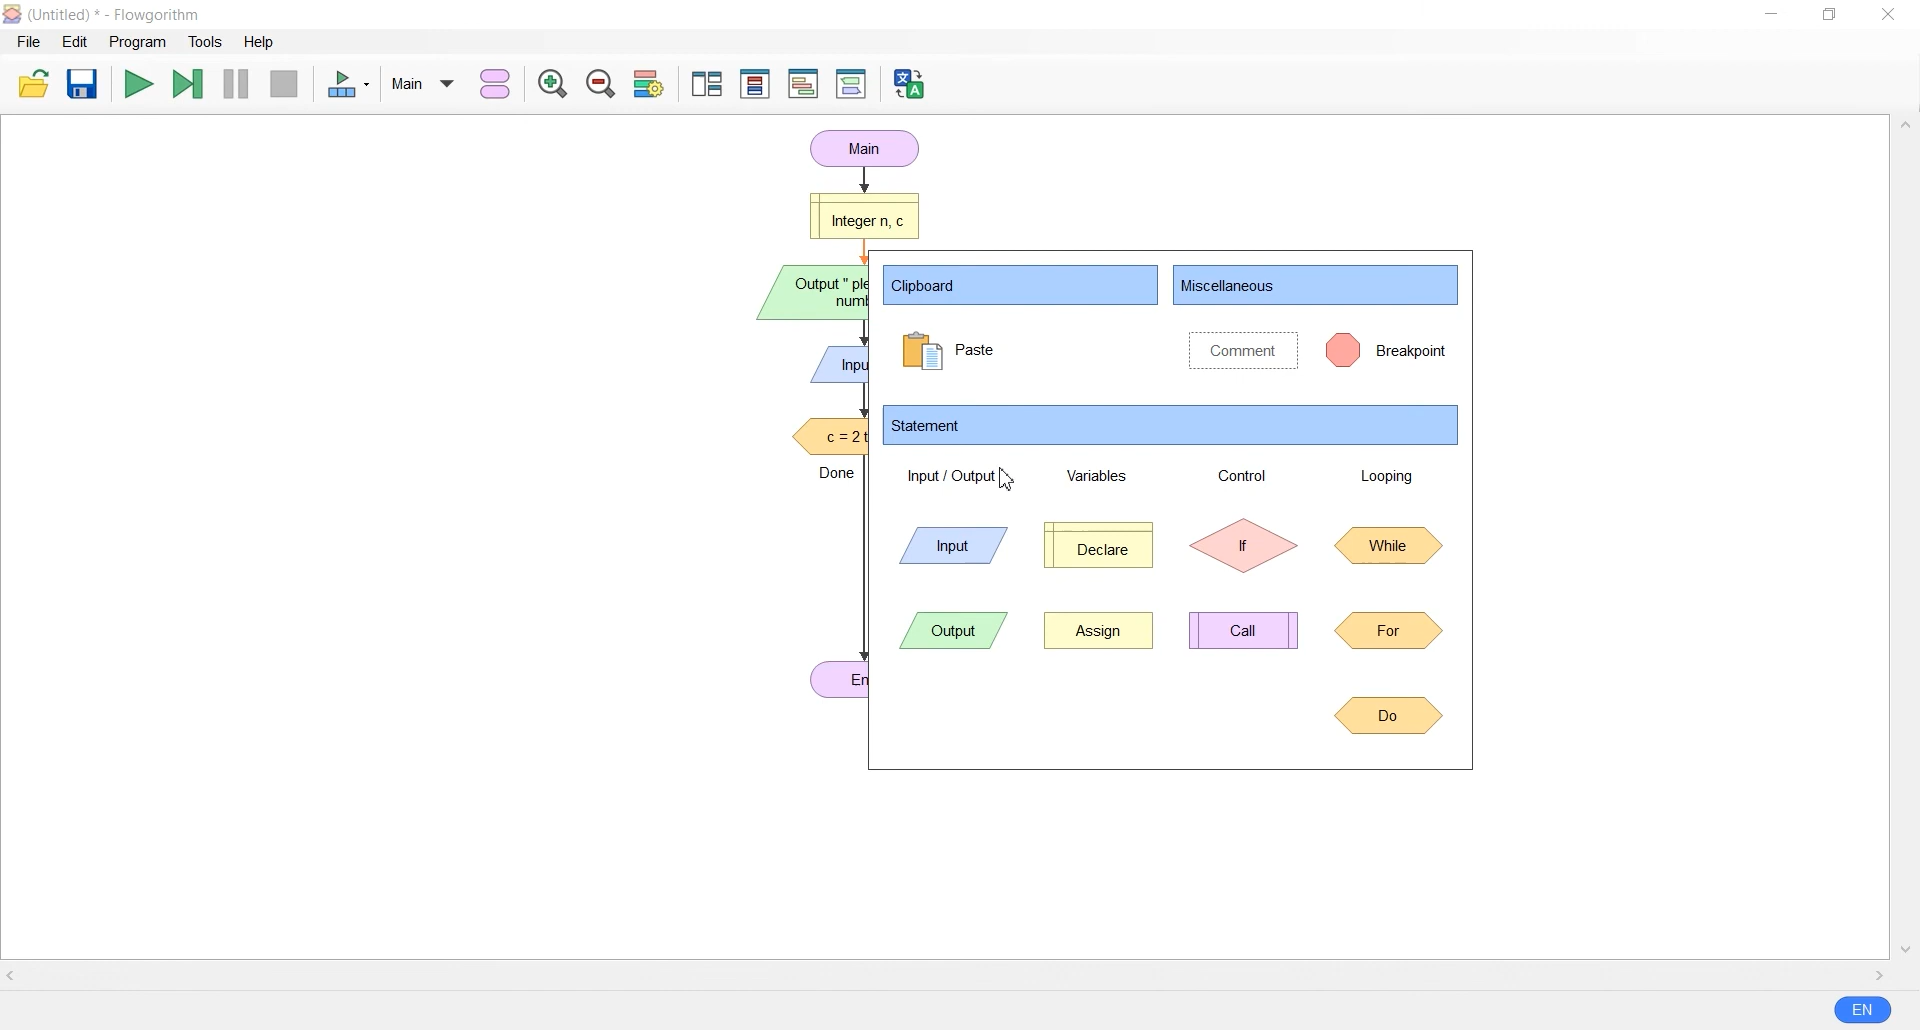 (Untitled) * - Flowgorithm
File Edit Program Tools Help
Main
Main
Integer n, c
Output " ple
numb
Inpu
c = 2 t
Done
En
Clipboard Miscellaneous
Paste Comment Breakpoint
Statement
Input / Output Variables Control Looping
Input Declare If While
Output Assign Call For
Do
EN